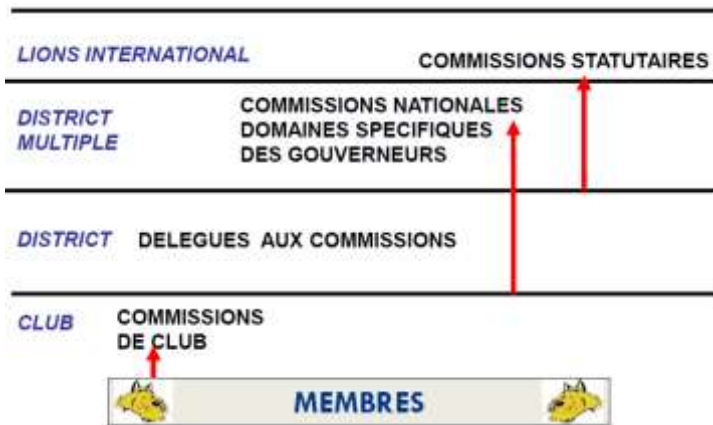 LIONS INTERNATIONAL
COMMISSIONS STATUTAIRES
DISTRICT
MULTIPLE
COMMISSIONS NATIONALES
DOMAINES SPECIFIQUES
DES GOUVERNEURS
DISTRICT
DELEGUES AUX COMMISSIONS
CLUB
COMMISSIONS
DE CLUB
MEMBRES